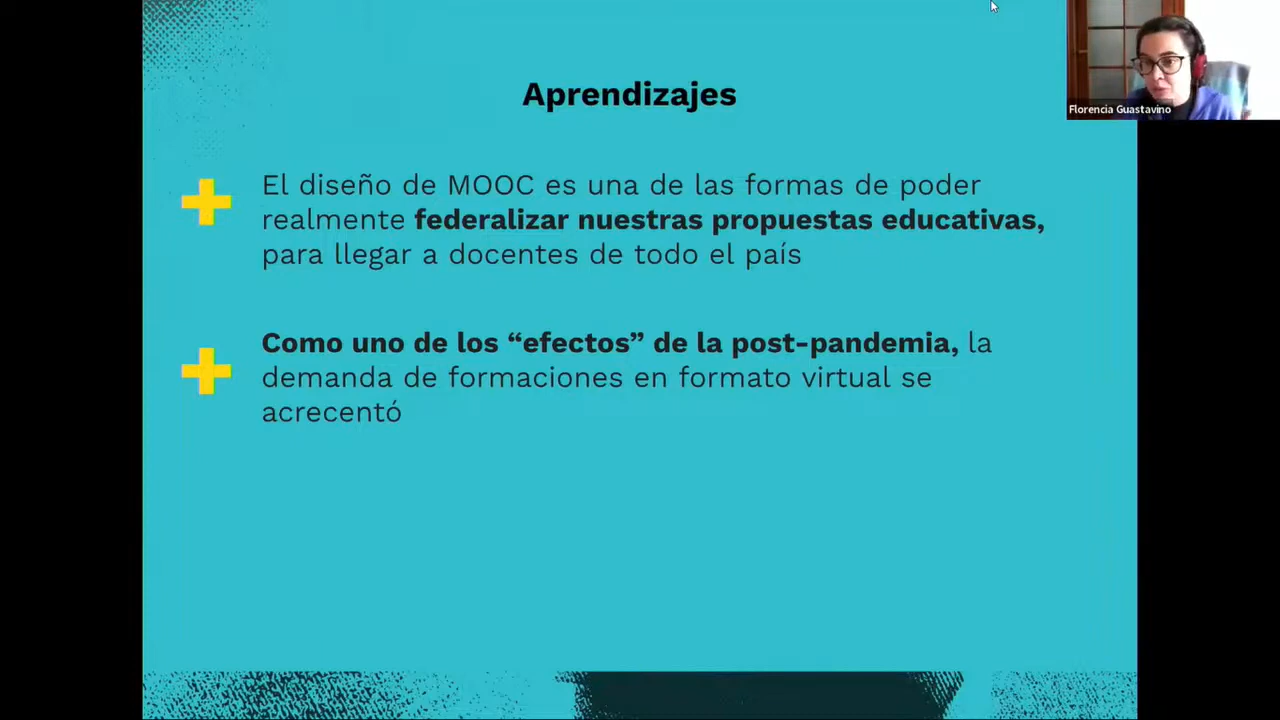 Aprendizajes
El diseño de MOOC es una de las formas de poder
realmente federalizar nuestras propuestas educativas,
para llegar a docentes de todo el país
Como uno de los “efectos” de la post-pandemia, la
demanda de formaciones en formato virtual se
acrecentó
Florencia Guastavino